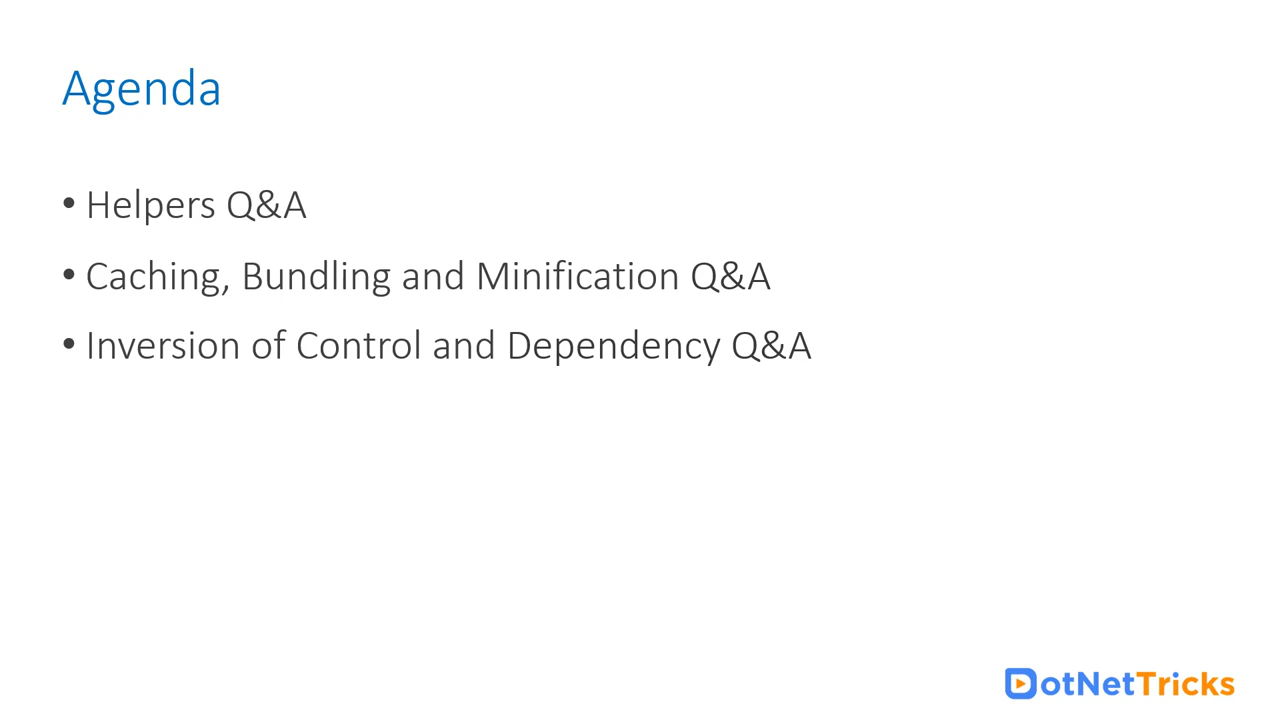 Agenda
• Helpers Q&A
• Caching, Bundling and Minification Q&A
• Inversion of Control and Dependency Q&A
DotNetTricks